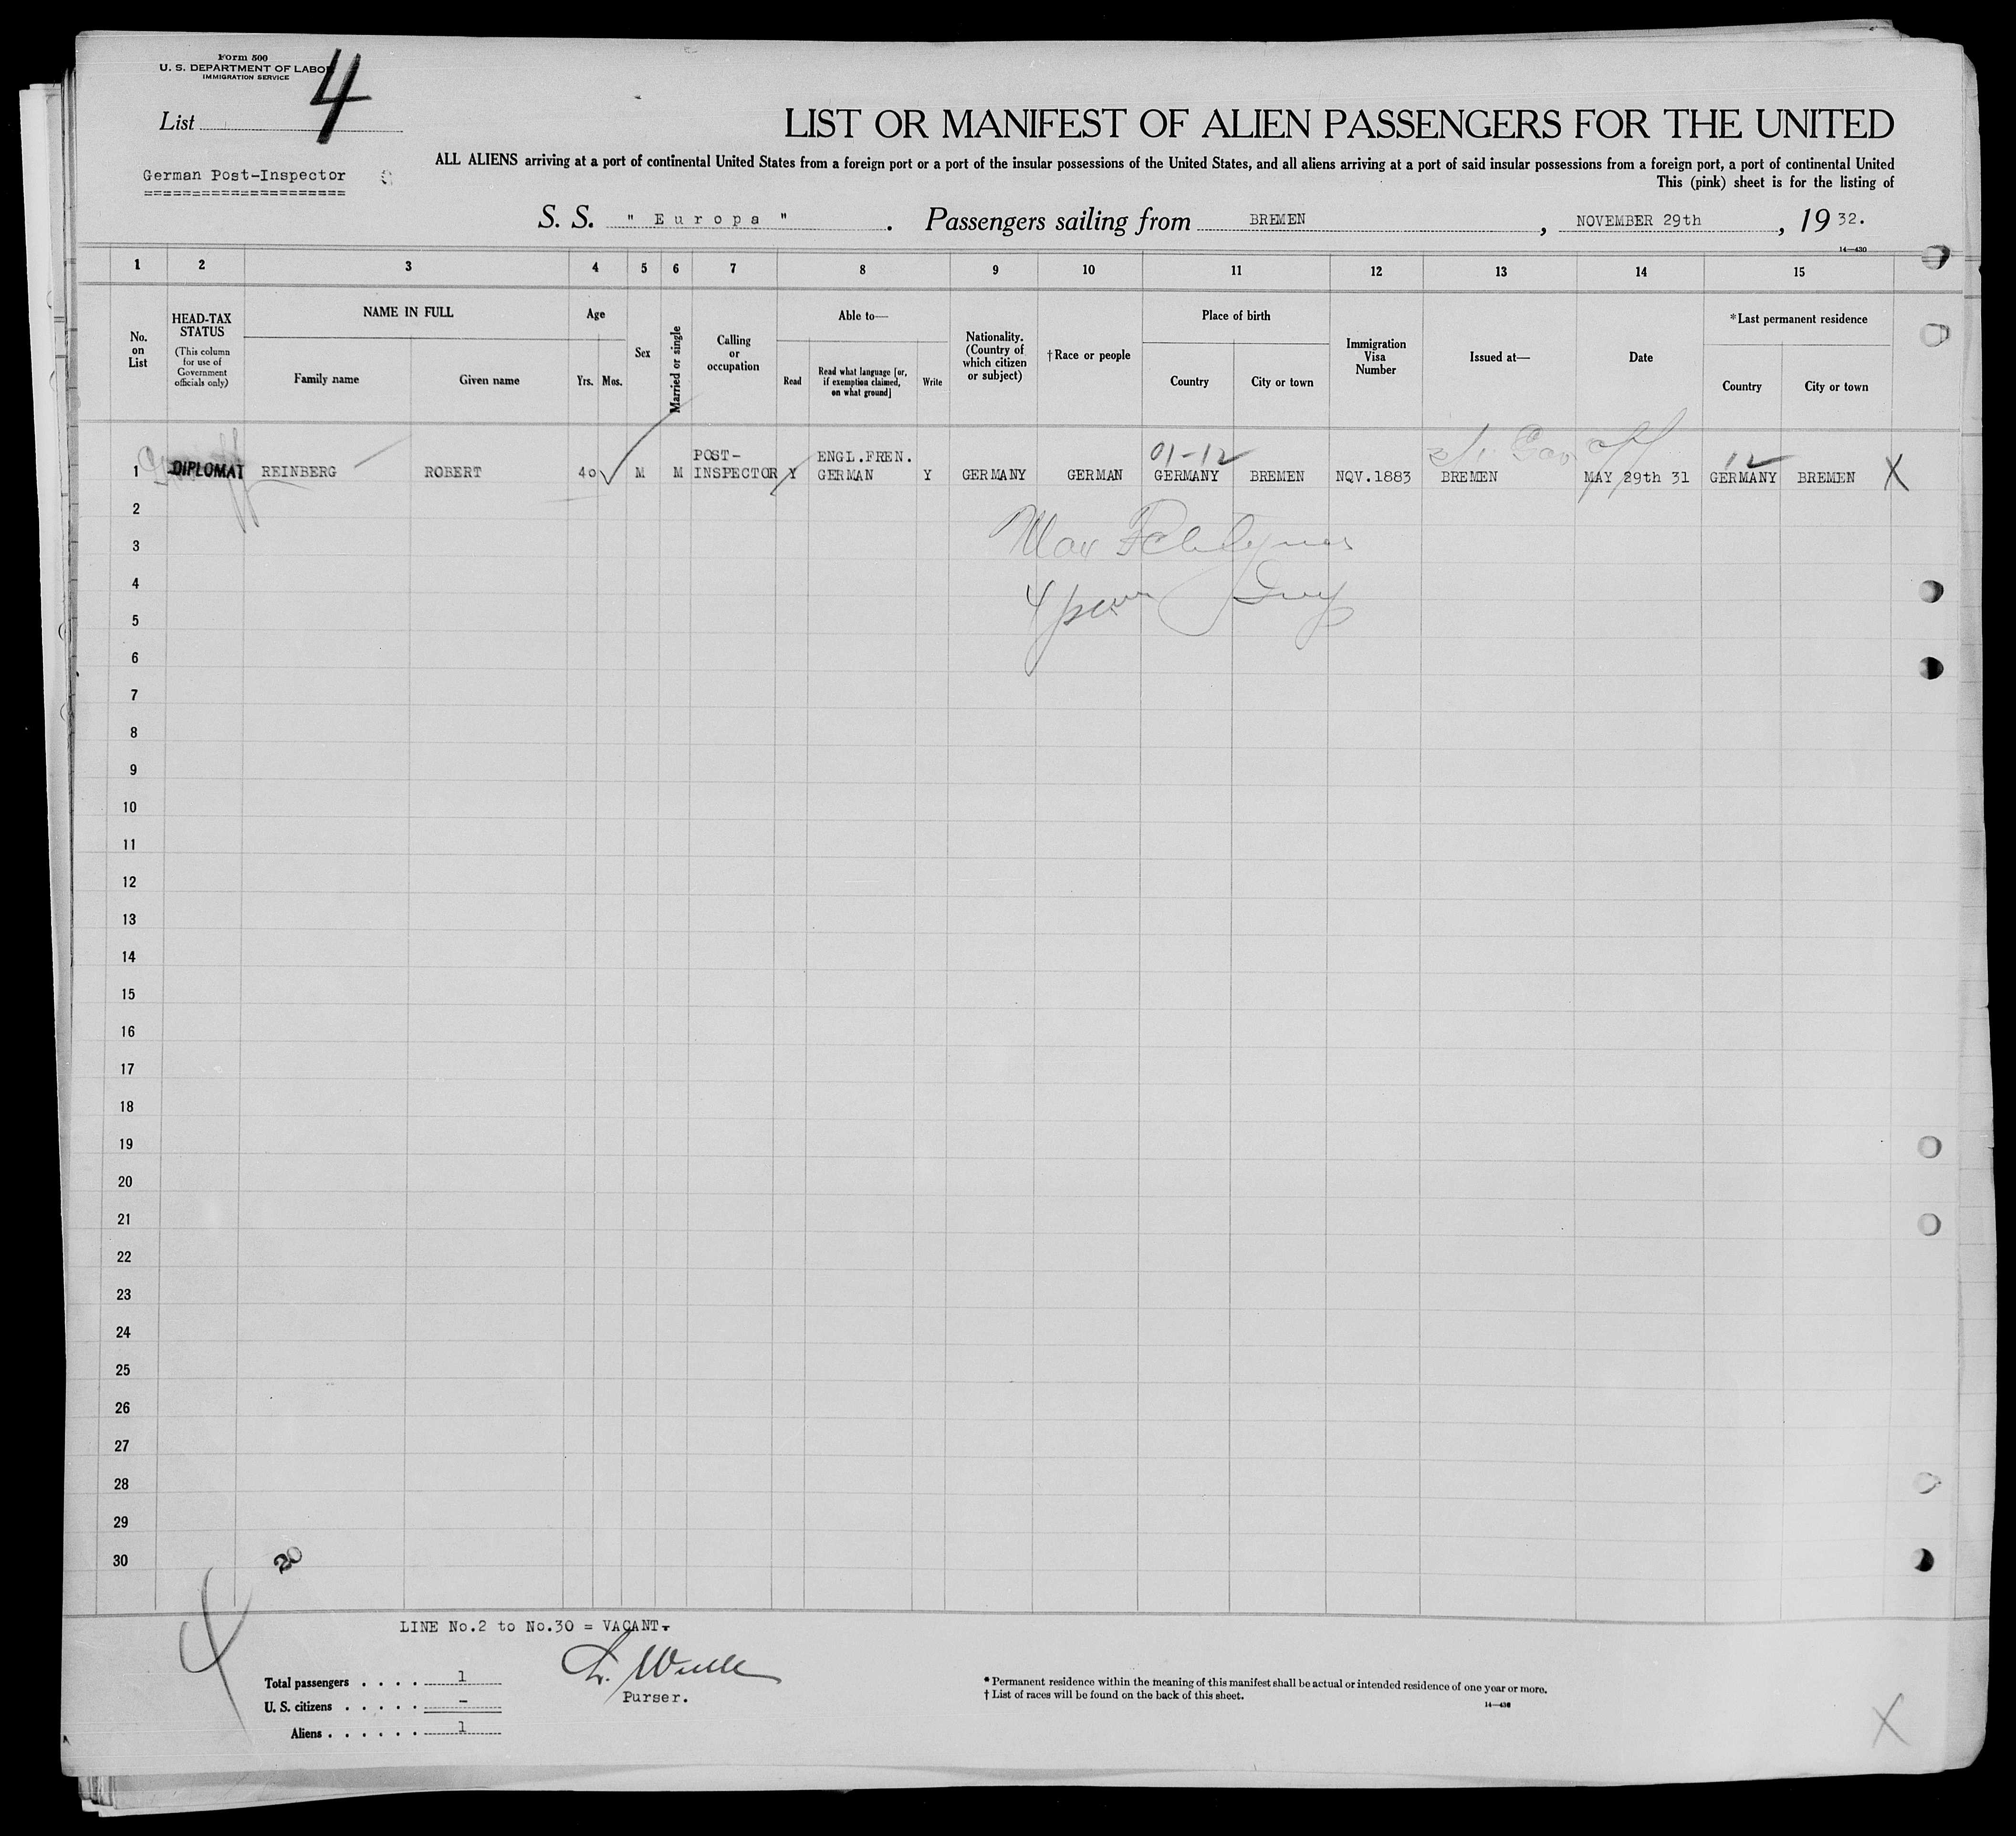 Form 500
U. S. DEPARTMENT OF LABOR
IMMIGRATION SERVICE
4
List
LIST OR MANIFEST OF ALIEN PASSENGERS FOR THE UNITED
ALL ALIENS arriving at a port of continental United States from a foreign port or a port of the insular possessions of the United States, and all aliens arriving at a port of said insular possessions from a foreign port, a port of continental United
This (pink) sheet is for the listing of
German Post-Inspector
S. S. " Europa ". Passengers sailing from BREMEN, NOVEMBER 29th, 19 32.
14—430
1 2 3 4 5 6 7 8 9 10 11 12 13 14 15
No. on List
HEAD-TAX STATUS
(This column for use of Government officials only)
NAME IN FULL
Family name Given name
Age
Yrs. Mos.
Sex
Married or single
Calling or occupation
Able to—
Read
Read what language [or, if exemption claimed, on what ground]
Write
Nationality. (Country of which citizen or subject)
†Race or people
Place of birth
Country City or town
Immigration Visa Number
Issued at—
Date
*Last permanent residence
Country City or town
POST- ENGL.FREN. 01-12 12
1 DIPLOMAT REINBERG ROBERT 40 M M INSPECTOR Y GERMAN Y GERMANY GERMAN GERMANY BREMEN NQV.1883 BREMEN MAY 29th 31 GERMANY BREMEN X
2
3
4
5
6
7
8
9
10
11
12
13
14
15
16
17
18
19
20
21
22
23
24
25
26
27
28
29
30
20
4
LINE No.2 to No.30 = VACANT.
Purser.
Total passengers . . . . 1
U. S. citizens . . . . . –
Aliens . . . . . . 1
* Permanent residence within the meaning of this manifest shall be actual or intended residence of one year or more.
† List of races will be found on the back of this sheet.
14—430
X